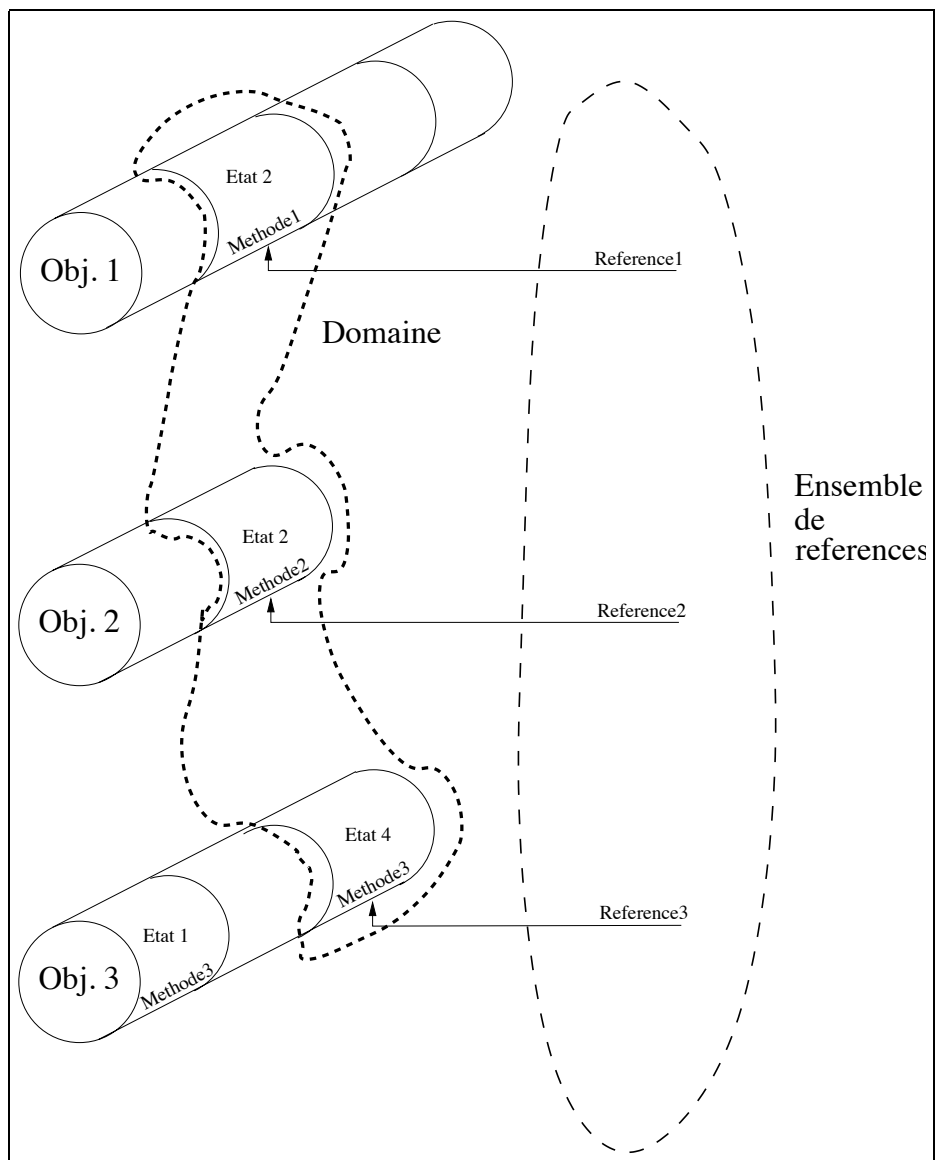 Etat 2
Methode1
Obj. 1
Reference1
Domaine
Ensemble
de
references
Etat 2
Methode2
Obj. 2
Reference2
Etat 4
Methode3
Reference3
Etat 1
Methode3
Obj. 3